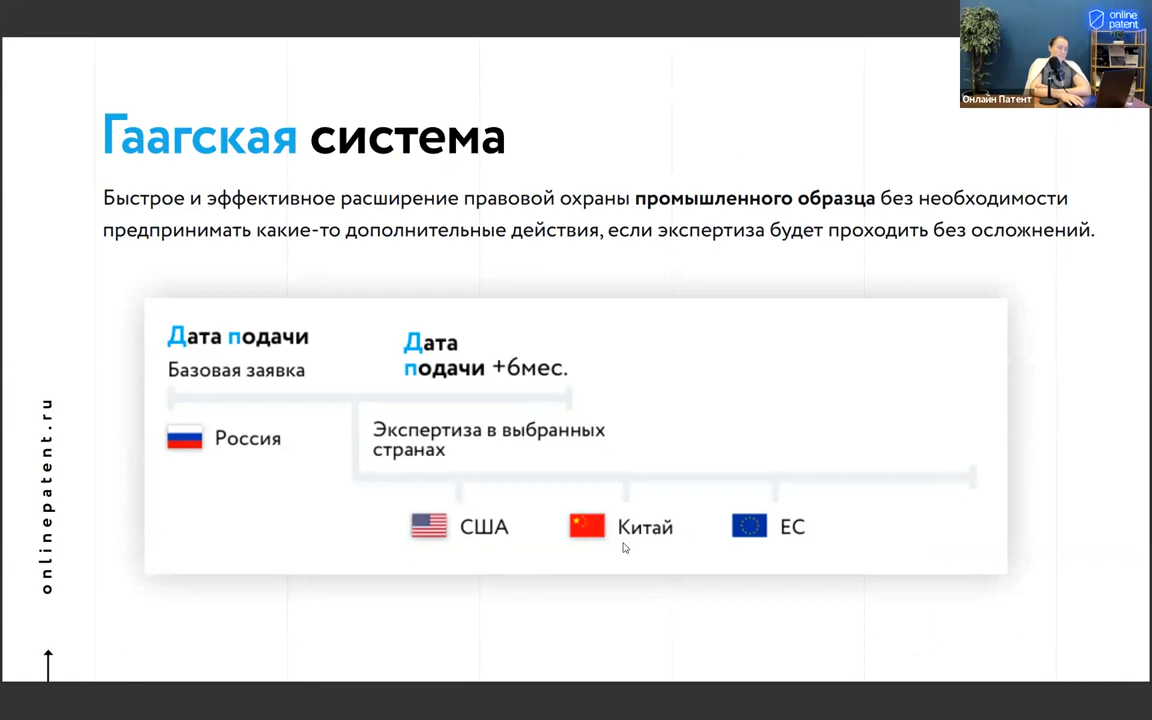 online
patent
Онлайн Патент
Гаагская система
Быстрое и эффективное расширение правовой охраны промышленного образца без необходимости
предпринимать какие-то дополнительные действия, если экспертиза будет проходить без осложнений.
Дата подачи
Базовая заявка
Дата
подачи +6мес.
Россия
Экспертиза в выбранных
странах
США
Китай
ЕС
onlinepatent.ru